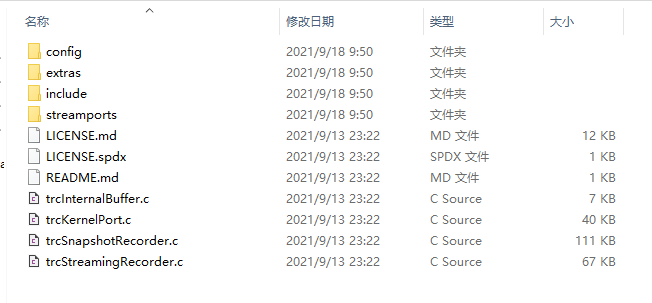 名称 修改日期 类型 大小
config 2021/9/18 9:50 文件夹
extras 2021/9/18 9:50 文件夹
include 2021/9/18 9:50 文件夹
streamports 2021/9/18 9:50 文件夹
LICENSE.md 2021/9/13 23:22 MD 文件 12 KB
LICENSE.spdx 2021/9/13 23:22 SPDX 文件 1 KB
README.md 2021/9/13 23:22 MD 文件 1 KB
trcInternalBuffer.c 2021/9/13 23:22 C Source 7 KB
trcKernelPort.c 2021/9/13 23:22 C Source 40 KB
trcSnapshotRecorder.c 2021/9/13 23:22 C Source 111 KB
trcStreamingRecorder.c 2021/9/13 23:22 C Source 67 KB